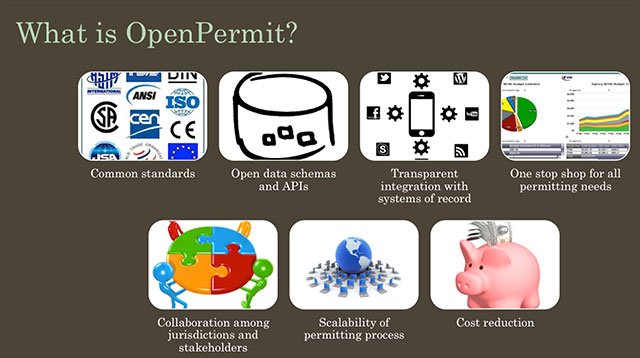 What is OpenPermit?
ASTM
INTERNATIONAL
DIN
ANSI
ISO
CEN
CE
Common standards
Open data schemas
and APIs
Transparent
integration with
systems of record
One stop shop for all
permitting needs
Collaboration among
jurisdictions and
stakeholders
Scalability of
permitting process
Cost reduction